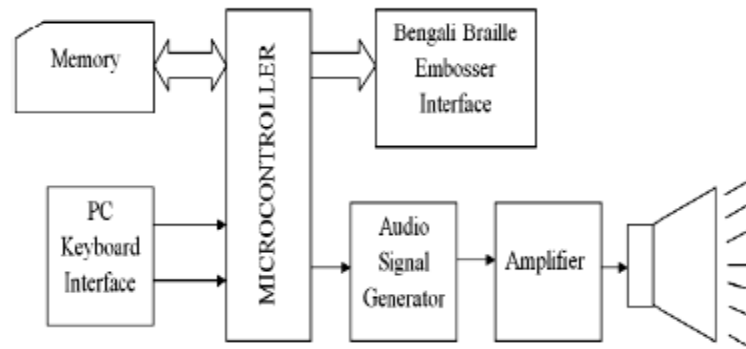 Memory
MICROCONTROLLER
Bengali Braille
Embosser
Interface
PC
Keyboard
Interface
Audio
Signal
Generator
Amplifier